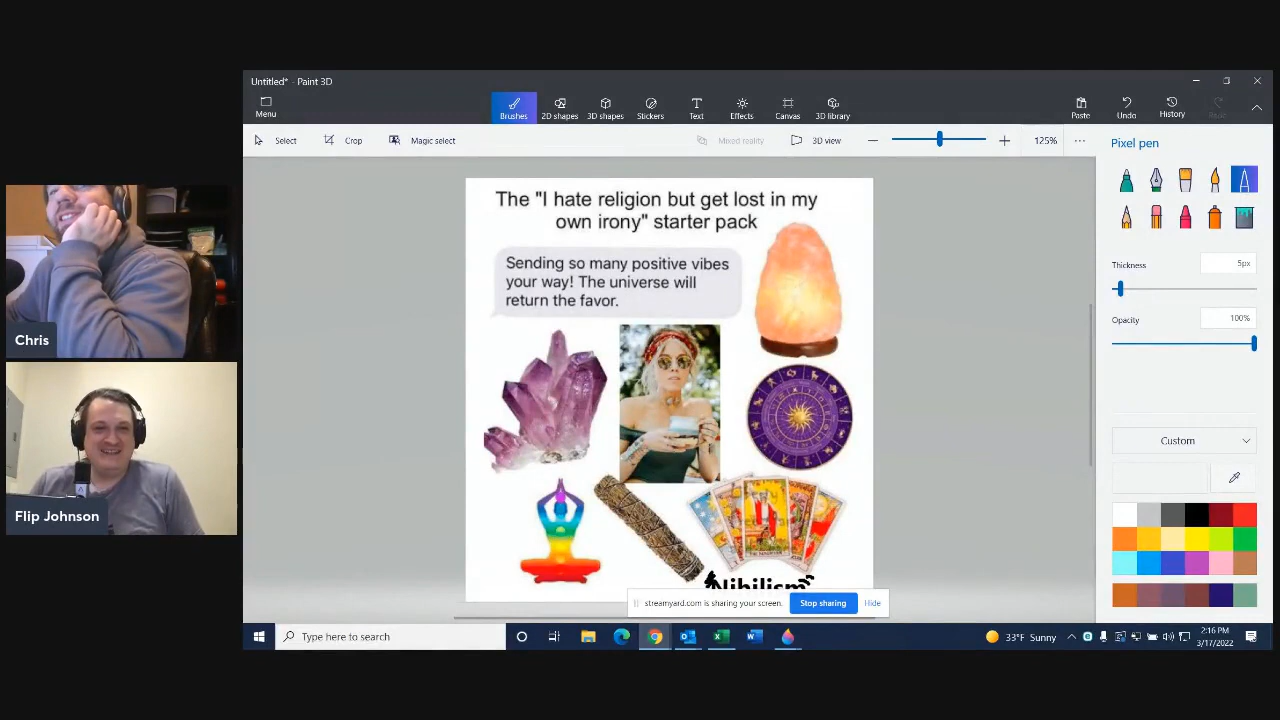 Untitled* - Paint 3D
Menu
Brushes
2D shapes
3D shapes
Stickers
Text
Effects
Canvas
3D library
Paste
Undo
History
Redo
Select
Crop
Magic select
Mixed reality
3D view
125%
Pixel pen
Thickness
5px
Opacity
100%
Custom
The "I hate religion but get lost in my
own irony" starter pack
Sending so many positive vibes
your way! The universe will
return the favor.
Nihilism
Chris
Flip Johnson
streamyard.com is sharing your screen.
Stop sharing
Hide
Type here to search
33°F Sunny
2:16 PM
3/17/2022